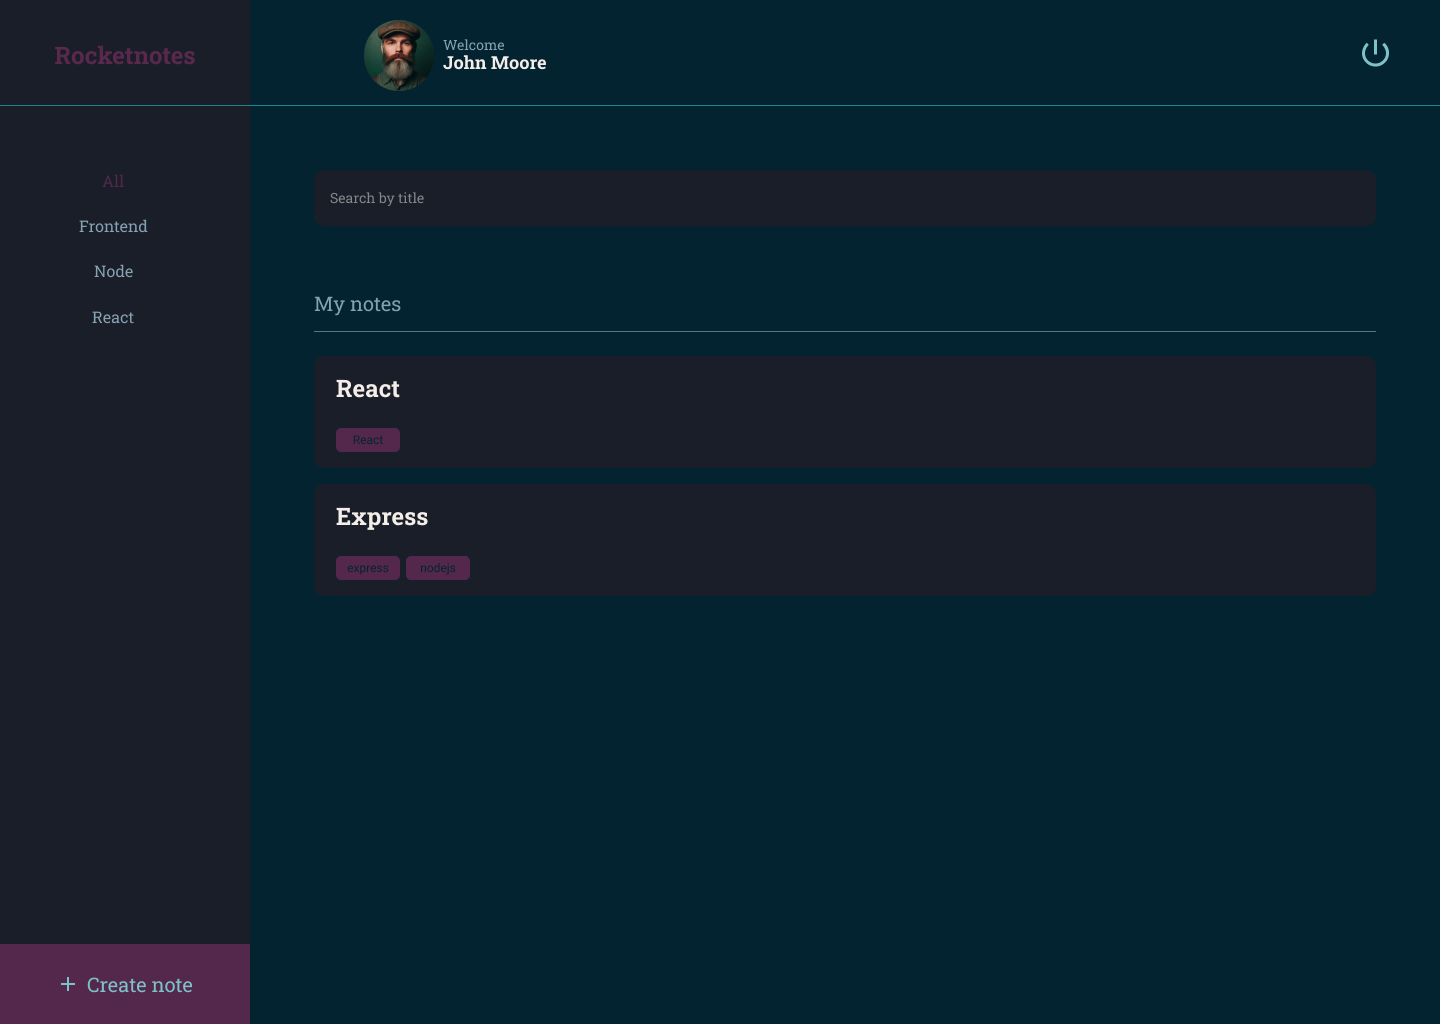 Rocketnotes
Welcome
John Moore
All
Frontend
Node
React
Create note
Search by title
My notes
React
React
Express
express nodejs